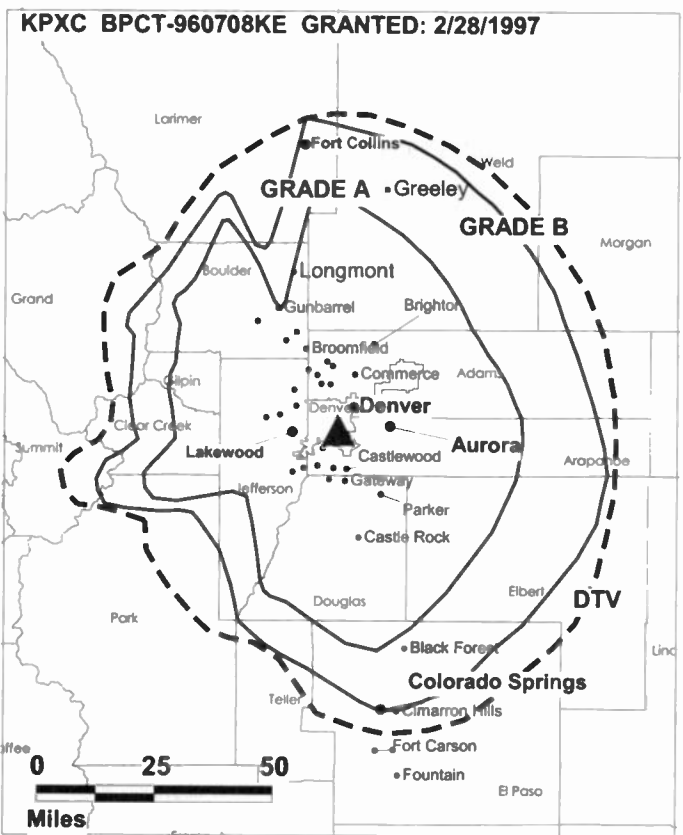 KPXC BPCT-960708KE GRANTED: 2/28/1997
Larimer
Fort Collins
Weld
GRADE A
Greeley
GRADE B
Morgan
Boulder
Longmont
Grand
Gunbarrel
Brighton
Broomfield
Gilpin
Commerce
Adams
Denver
Denver
Clear Creek
Summit
Lakewood
Aurora
Castlewood
Arapahoe
Jefferson
Gateway
Parker
Castle Rock
Douglas
Elbert
DTV
Park
Black Forest
Linc
Colorado Springs
Teller
Cimarron Hills
offee
Fort Carson
0 25 50
Fountain
El Paso
Miles